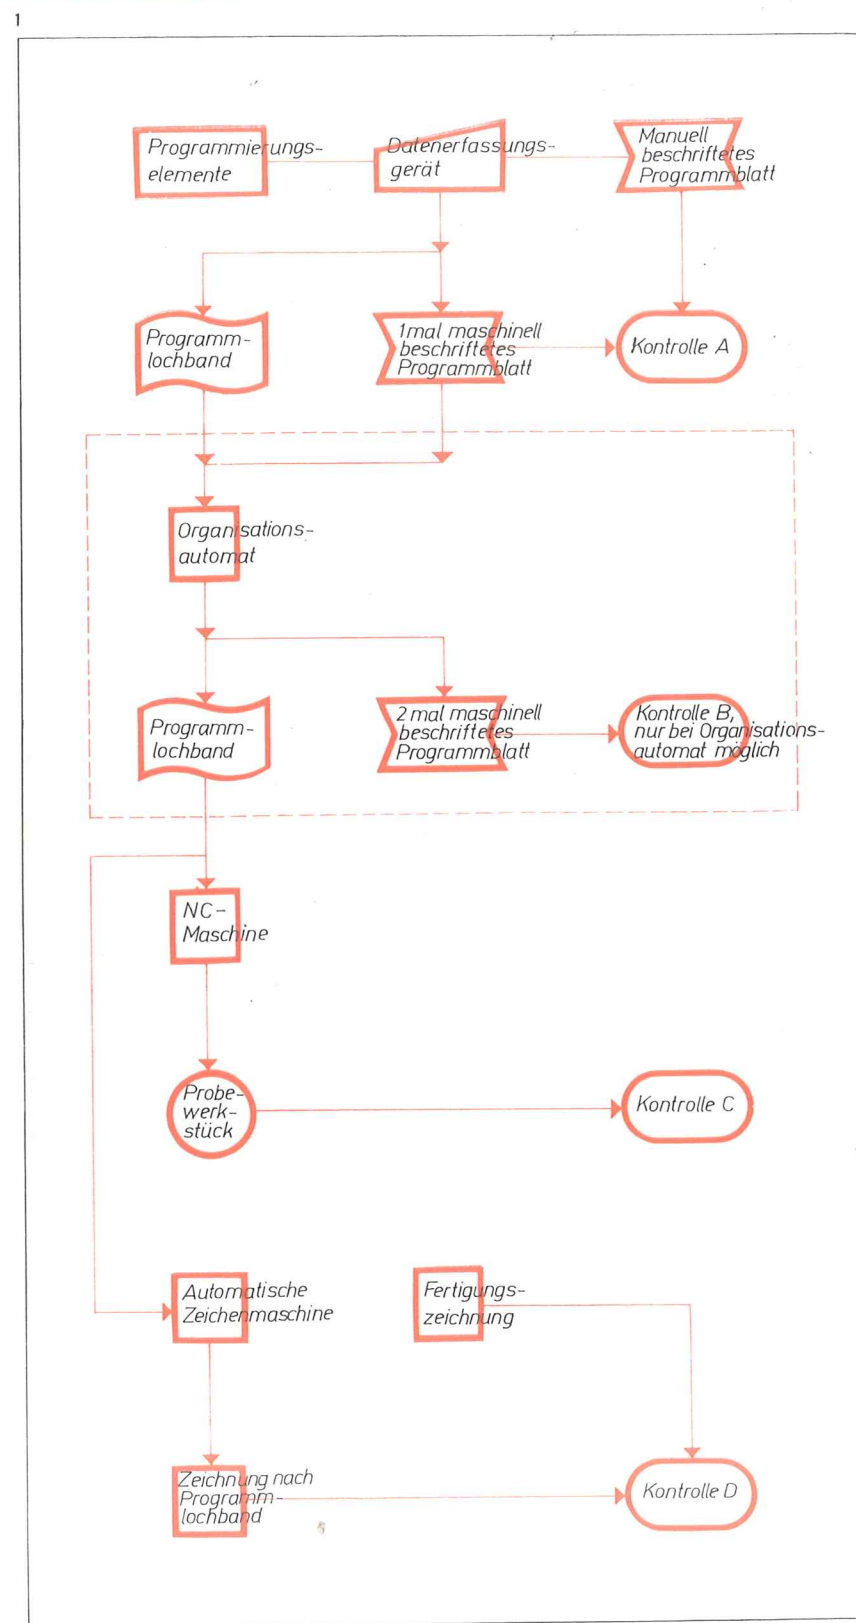 1
Programmierungs-
elemente
Datenerfassungs-
gerät
Manuell
beschriftetes
Programmblatt
Programm-
lochband
1mal maschinell
beschriftetes
Programmblatt
Kontrolle A
Organisations-
automat
Programm-
lochband
2mal maschinell
beschriftetes
Programmblatt
Kontrolle B,
nur bei Organisations-
automat möglich
NC-
Maschine
Probe-
werk-
stück
Kontrolle C
Automatische
Zeichenmaschine
Fertigungs-
zeichnung
Zeichnung nach
Programm-
lochband
Kontrolle D